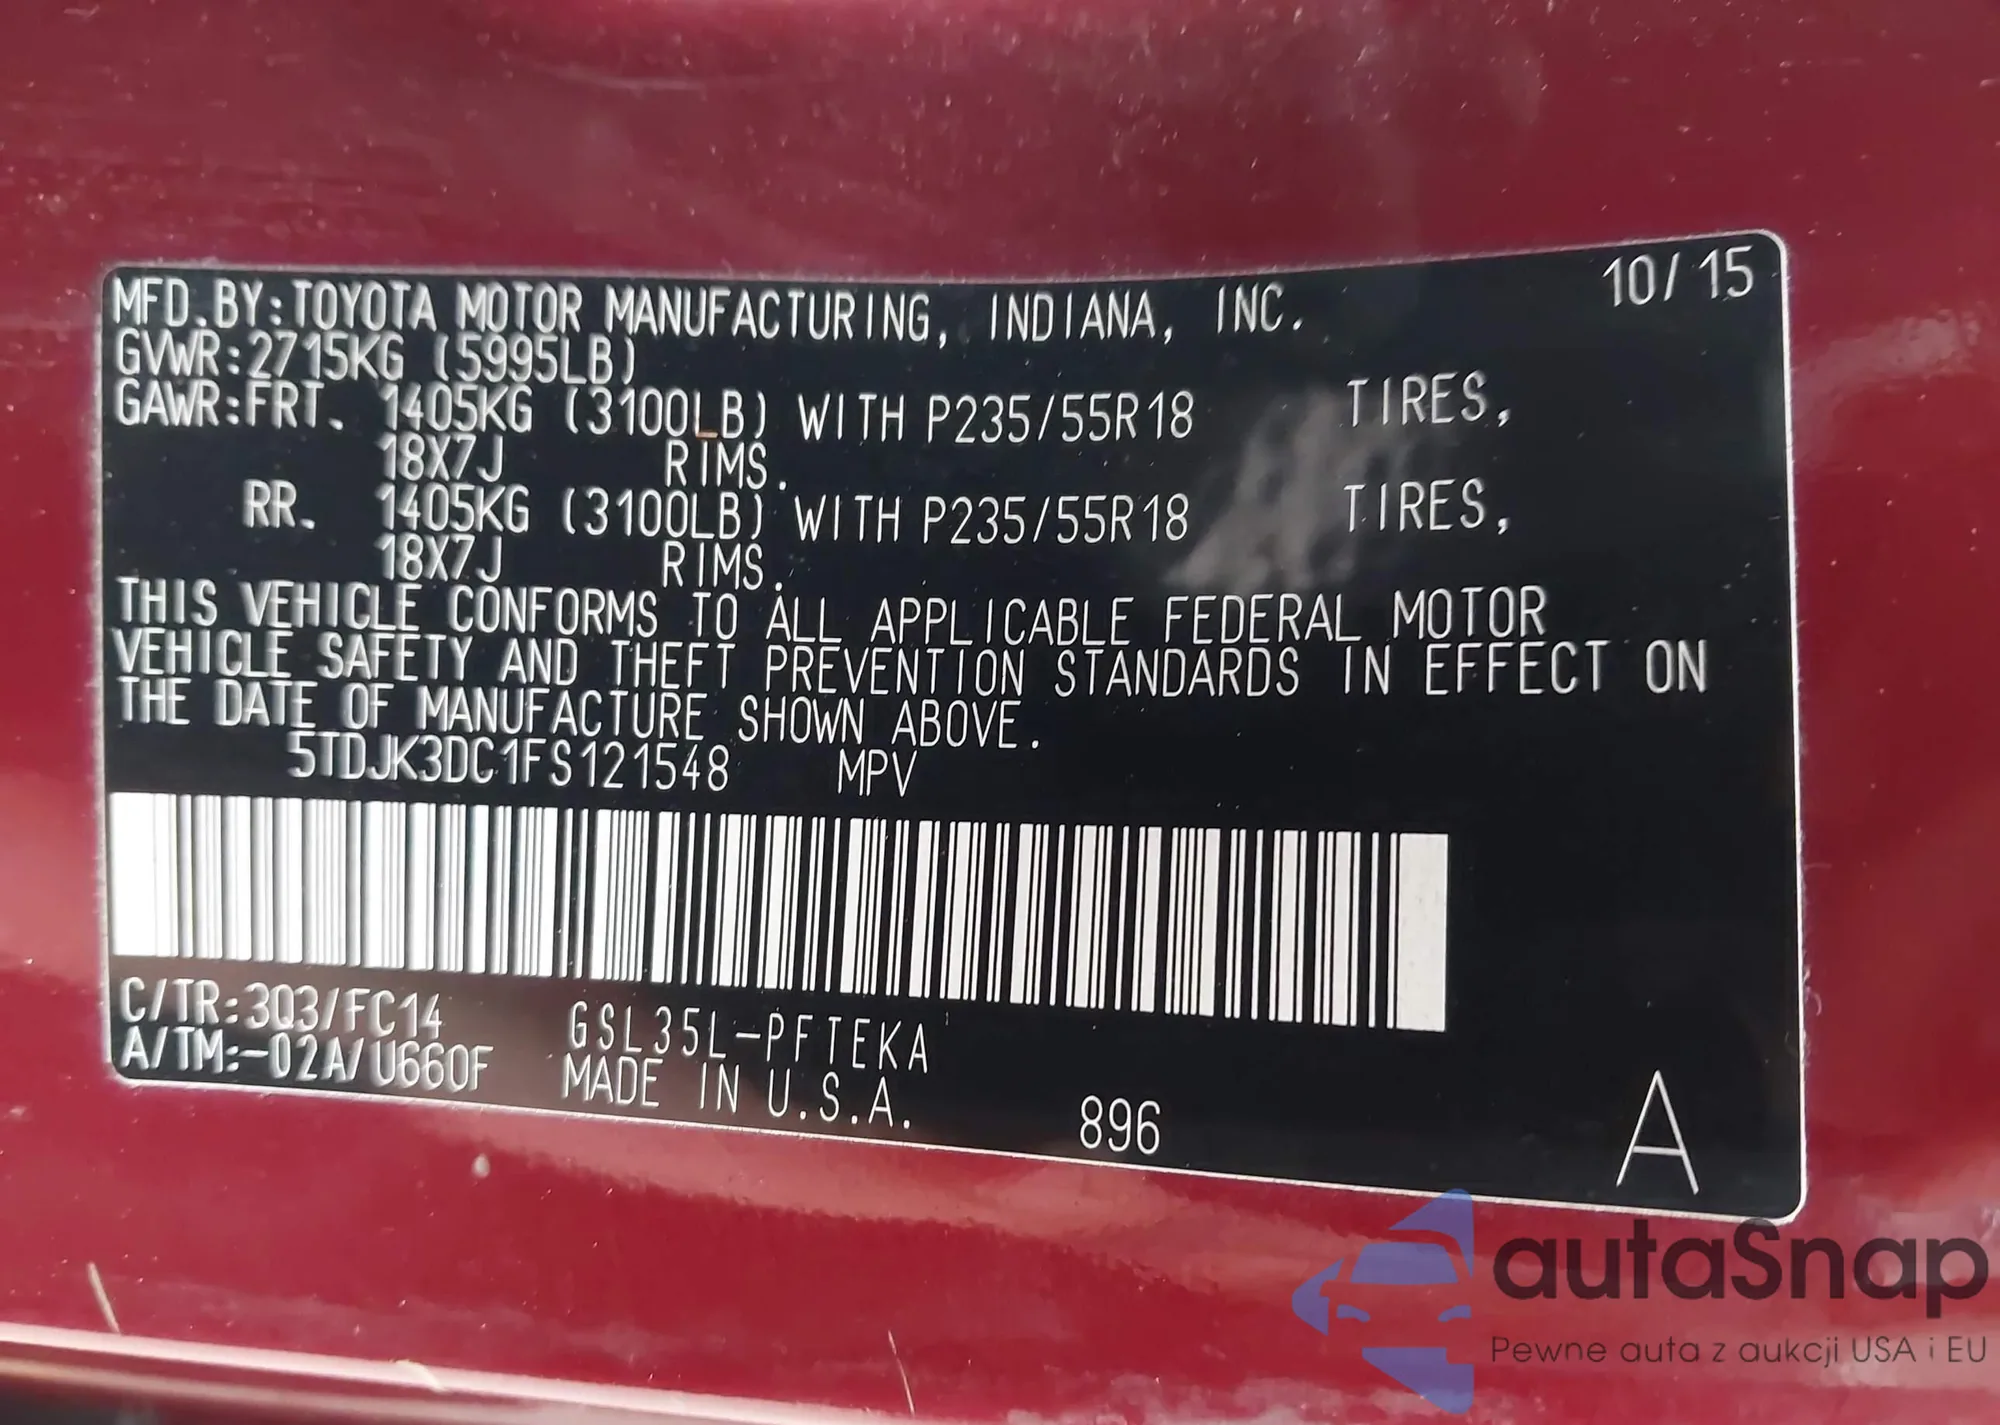 10/15
MFD.BY:TOYOTA MOTOR MANUFACTURING, INDIANA, INC.
GVWR:2715KG (5995LB)
GAWR:FRT. 1405KG (3100LB) WITH P235/55R18 TIRES,
18X7J RIMS.
RR. 1405KG (3100LB) WITH P235/55R18 TIRES,
18X7J RIMS.
THIS VEHICLE CONFORMS TO ALL APPLICABLE FEDERAL MOTOR
VEHICLE SAFETY AND THEFT PREVENTION STANDARDS IN EFFECT ON
THE DATE OF MANUFACTURE SHOWN ABOVE.
5TDJK3DC1FS121548 MPV
C/TR:3Q3/FC14 GSL35L-PFTEKA
A/TM:-02A/U660F MADE IN U.S.A.
896
A
autaSnap
Pewne auta z aukcji USA i EU